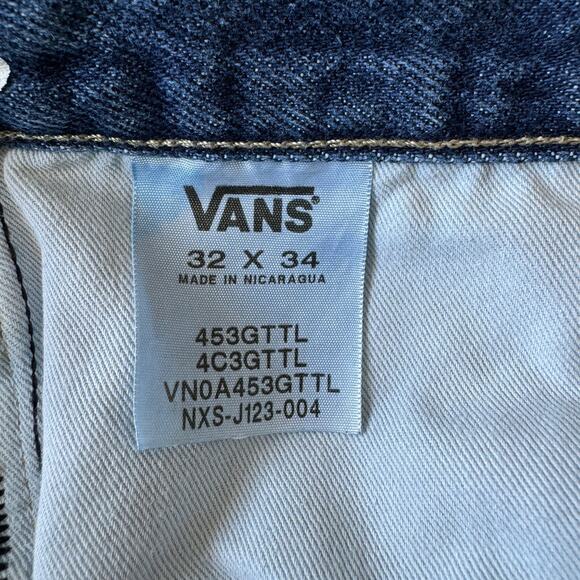 VANS®
32 X 34
MADE IN NICARAGUA
453GTTL
4C3GTTL
VN0A453GTTL
NXS-J123-004